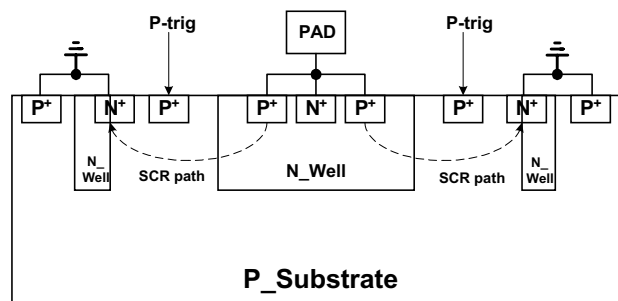 P-trig
PAD
P-trig
P+
N+
P+
P+
N+
P+
P+
N+
P+
N_
Well
SCR path
N_Well
SCR path
N_
Well
P_Substrate